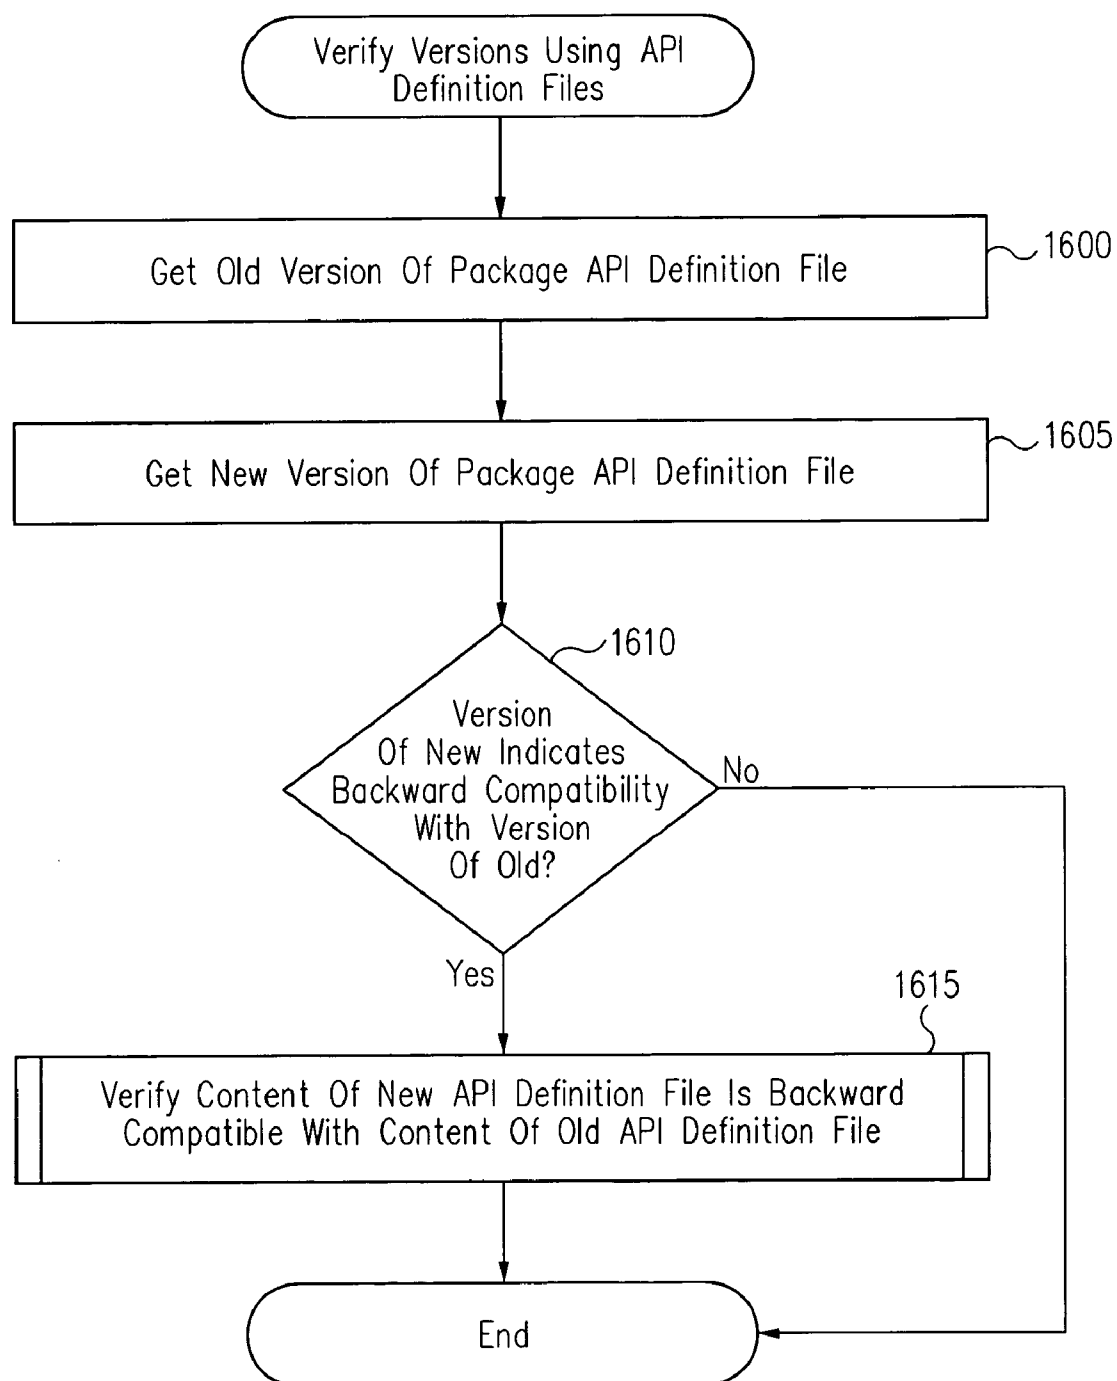 Verify Versions Using API
Definition Files
Get Old Version Of Package API Definition File
1600
Get New Version Of Package API Definition File
1605
1610
Version
Of New Indicates
Backward Compatibility
With Version
Of Old?
No
Yes
1615
Verify Content Of New API Definition File Is Backward
Compatible With Content Of Old API Definition File
End